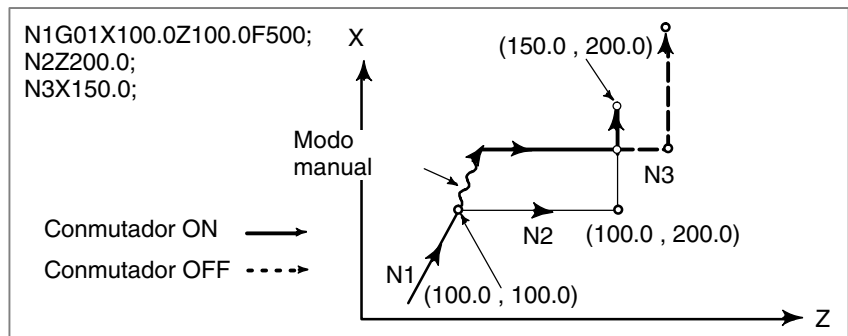 N1G01X100.0Z100.0F500;
N2Z200.0;
N3X150.0;
X
(150.0 , 200.0)
Modo
manual
N3
N2
(100.0 , 200.0)
Conmutador ON
Conmutador OFF
N1
(100.0 , 100.0)
Z